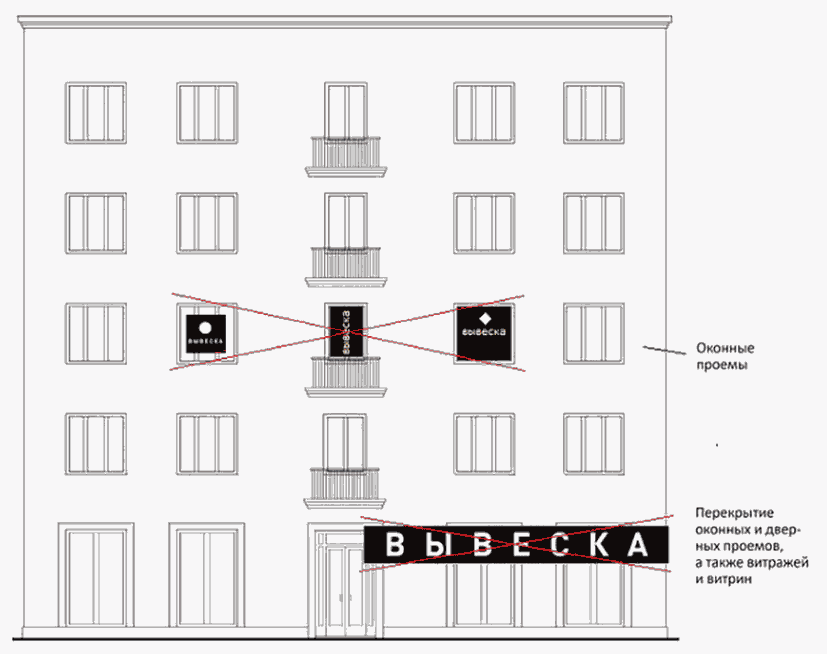 ВЫВЕСКА
вывеска
вывеска
Оконные
проемы
Перекрытие
оконных и двер-
ных проемов,
а также витражей
и витрин
ВЫВЕСКА